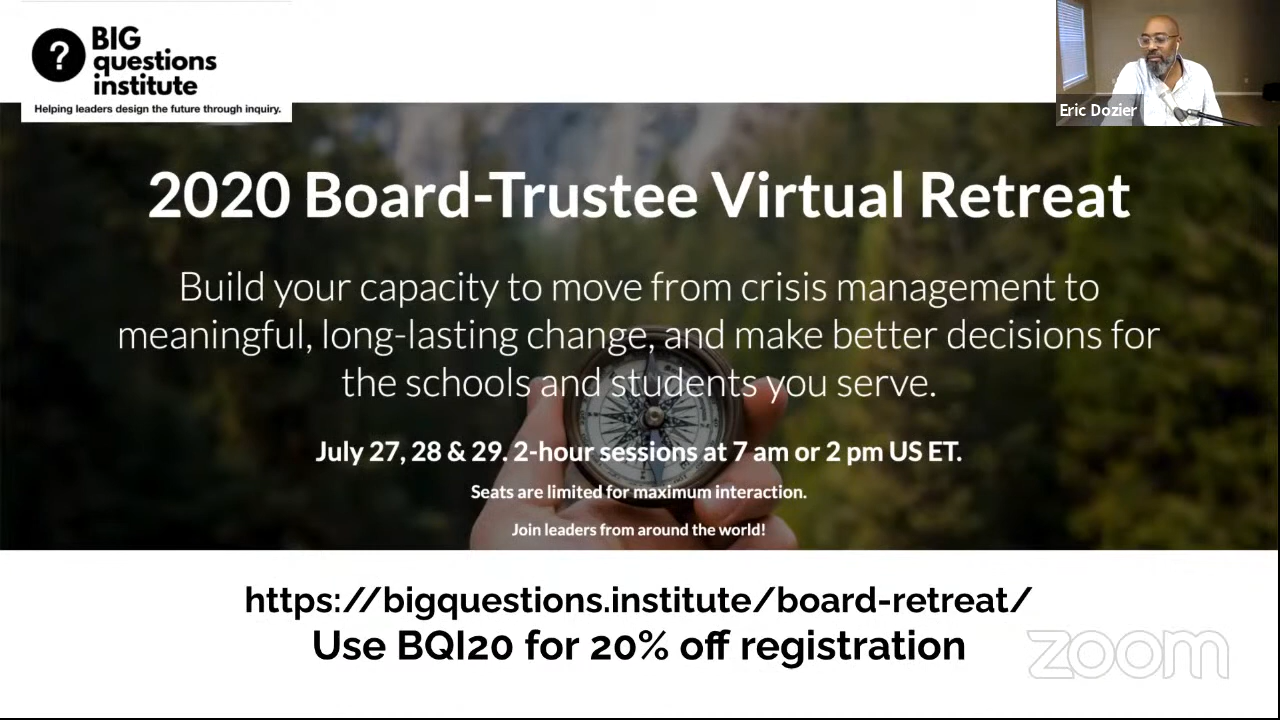 ?
BIG
questions
institute
Helping leaders design the future through inquiry.
Eric Dozier
2020 Board-Trustee Virtual Retreat
Build your capacity to move from crisis management to
meaningful, long-lasting change, and make better decisions for
the schools and students you serve.
July 27, 28 & 29. 2-hour sessions at 7 am or 2 pm US ET.
Seats are limited for maximum interaction.
Join leaders from around the world!
https://bigquestions.institute/board-retreat/
Use BQI20 for 20% off registration
zoom